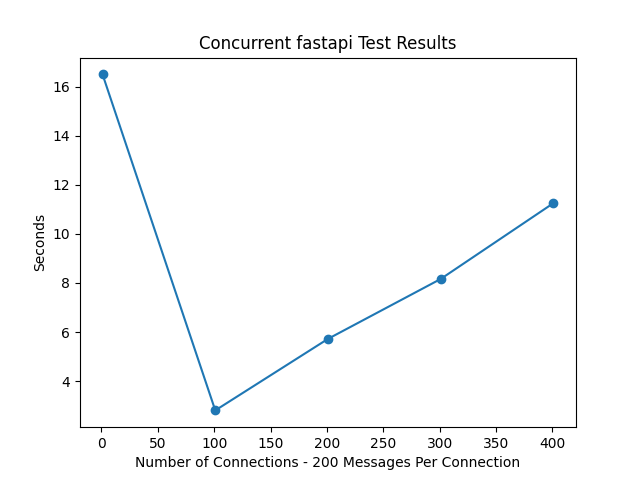 Concurrent fastapi Test Results
16
14
12
10
8
6
4
Seconds
0 50 100 150 200 250 300 350 400
Number of Connections - 200 Messages Per Connection